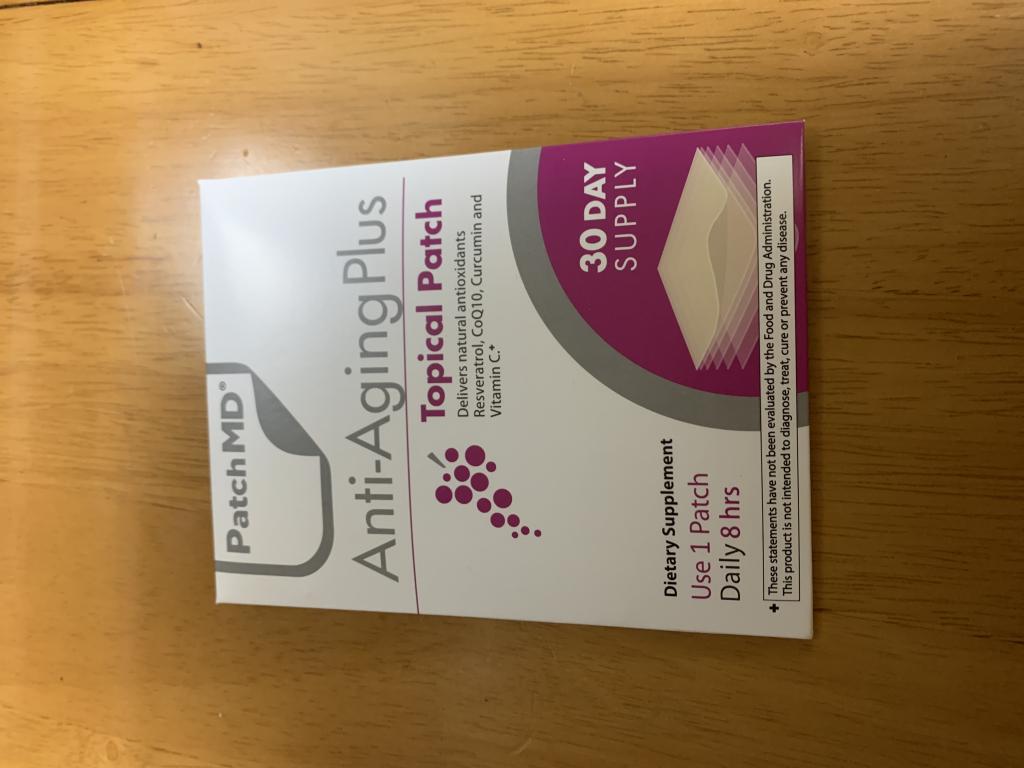 PatchMD®
Anti-Aging Plus
Topical Patch
Delivers natural antioxidants
Resveratrol, CoQ10, Curcumin and
Vitamin C.+
30 DAY
SUPPLY
Dietary Supplement
Use 1 Patch
Daily 8 hrs
+ These statements have not been evaluated by the Food and Drug Administration.
This product is not intended to diagnose, treat, cure or prevent any disease.